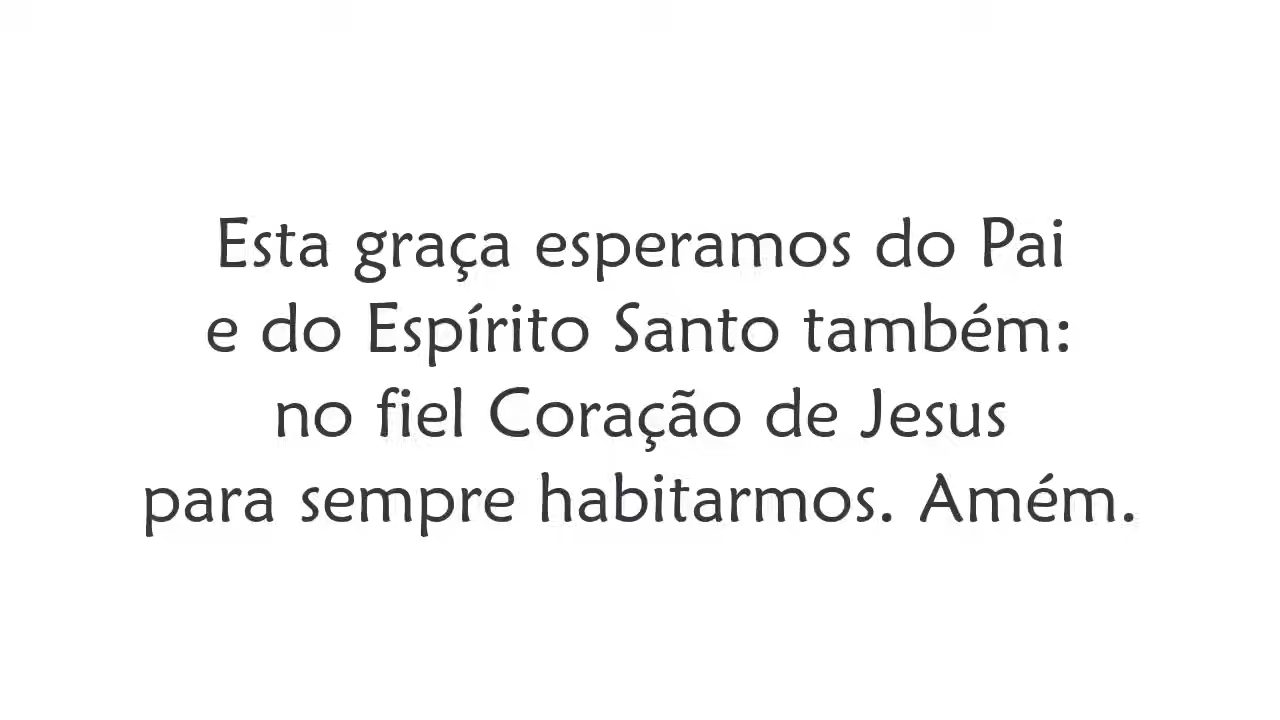 Esta graça esperamos do Pai
e do Espírito Santo também:
no fiel Coração de Jesus
para sempre habitarmos. Amém.